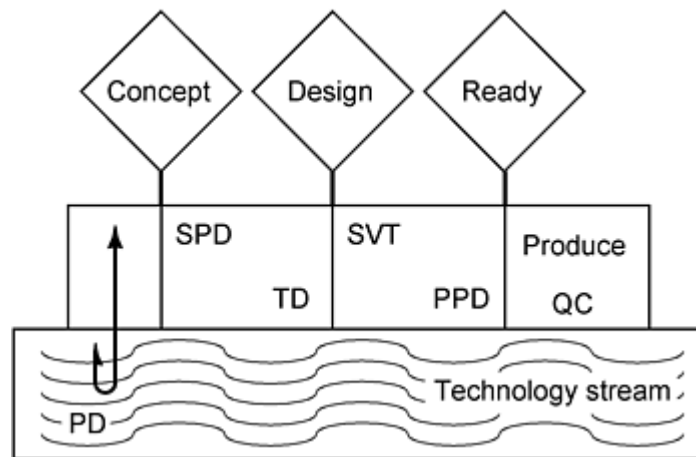 Concept
Design
Ready
SPD
SVT
Produce
TD
PPD
QC
Technology stream
PD